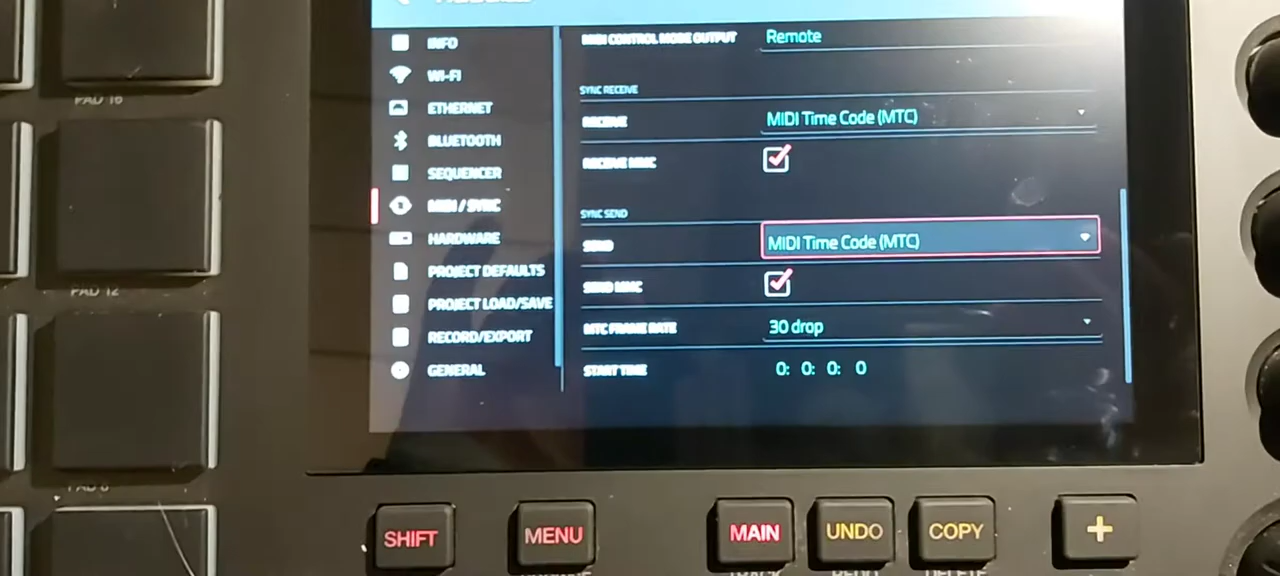 INFO
WI-FI
ETHERNET
BLUETOOTH
SEQUENCER
MIDI / SYNC
HARDWARE
PROJECT DEFAULTS
PROJECT LOAD/SAVE
RECORD/EXPORT
GENERAL
MIDI CONTROL MODE OUTPUT Remote
SYNC RECEIVE
RECEIVE MIDI Time Code (MTC)
RECEIVE MMC
SYNC SEND
SEND MIDI Time Code (MTC)
SEND MMC
MTC FRAME RATE 30 drop
START TIME 0: 0: 0: 0
PAD 16
PAD 12
PAD 8
SHIFT
MENU
MAIN
UNDO
COPY
+